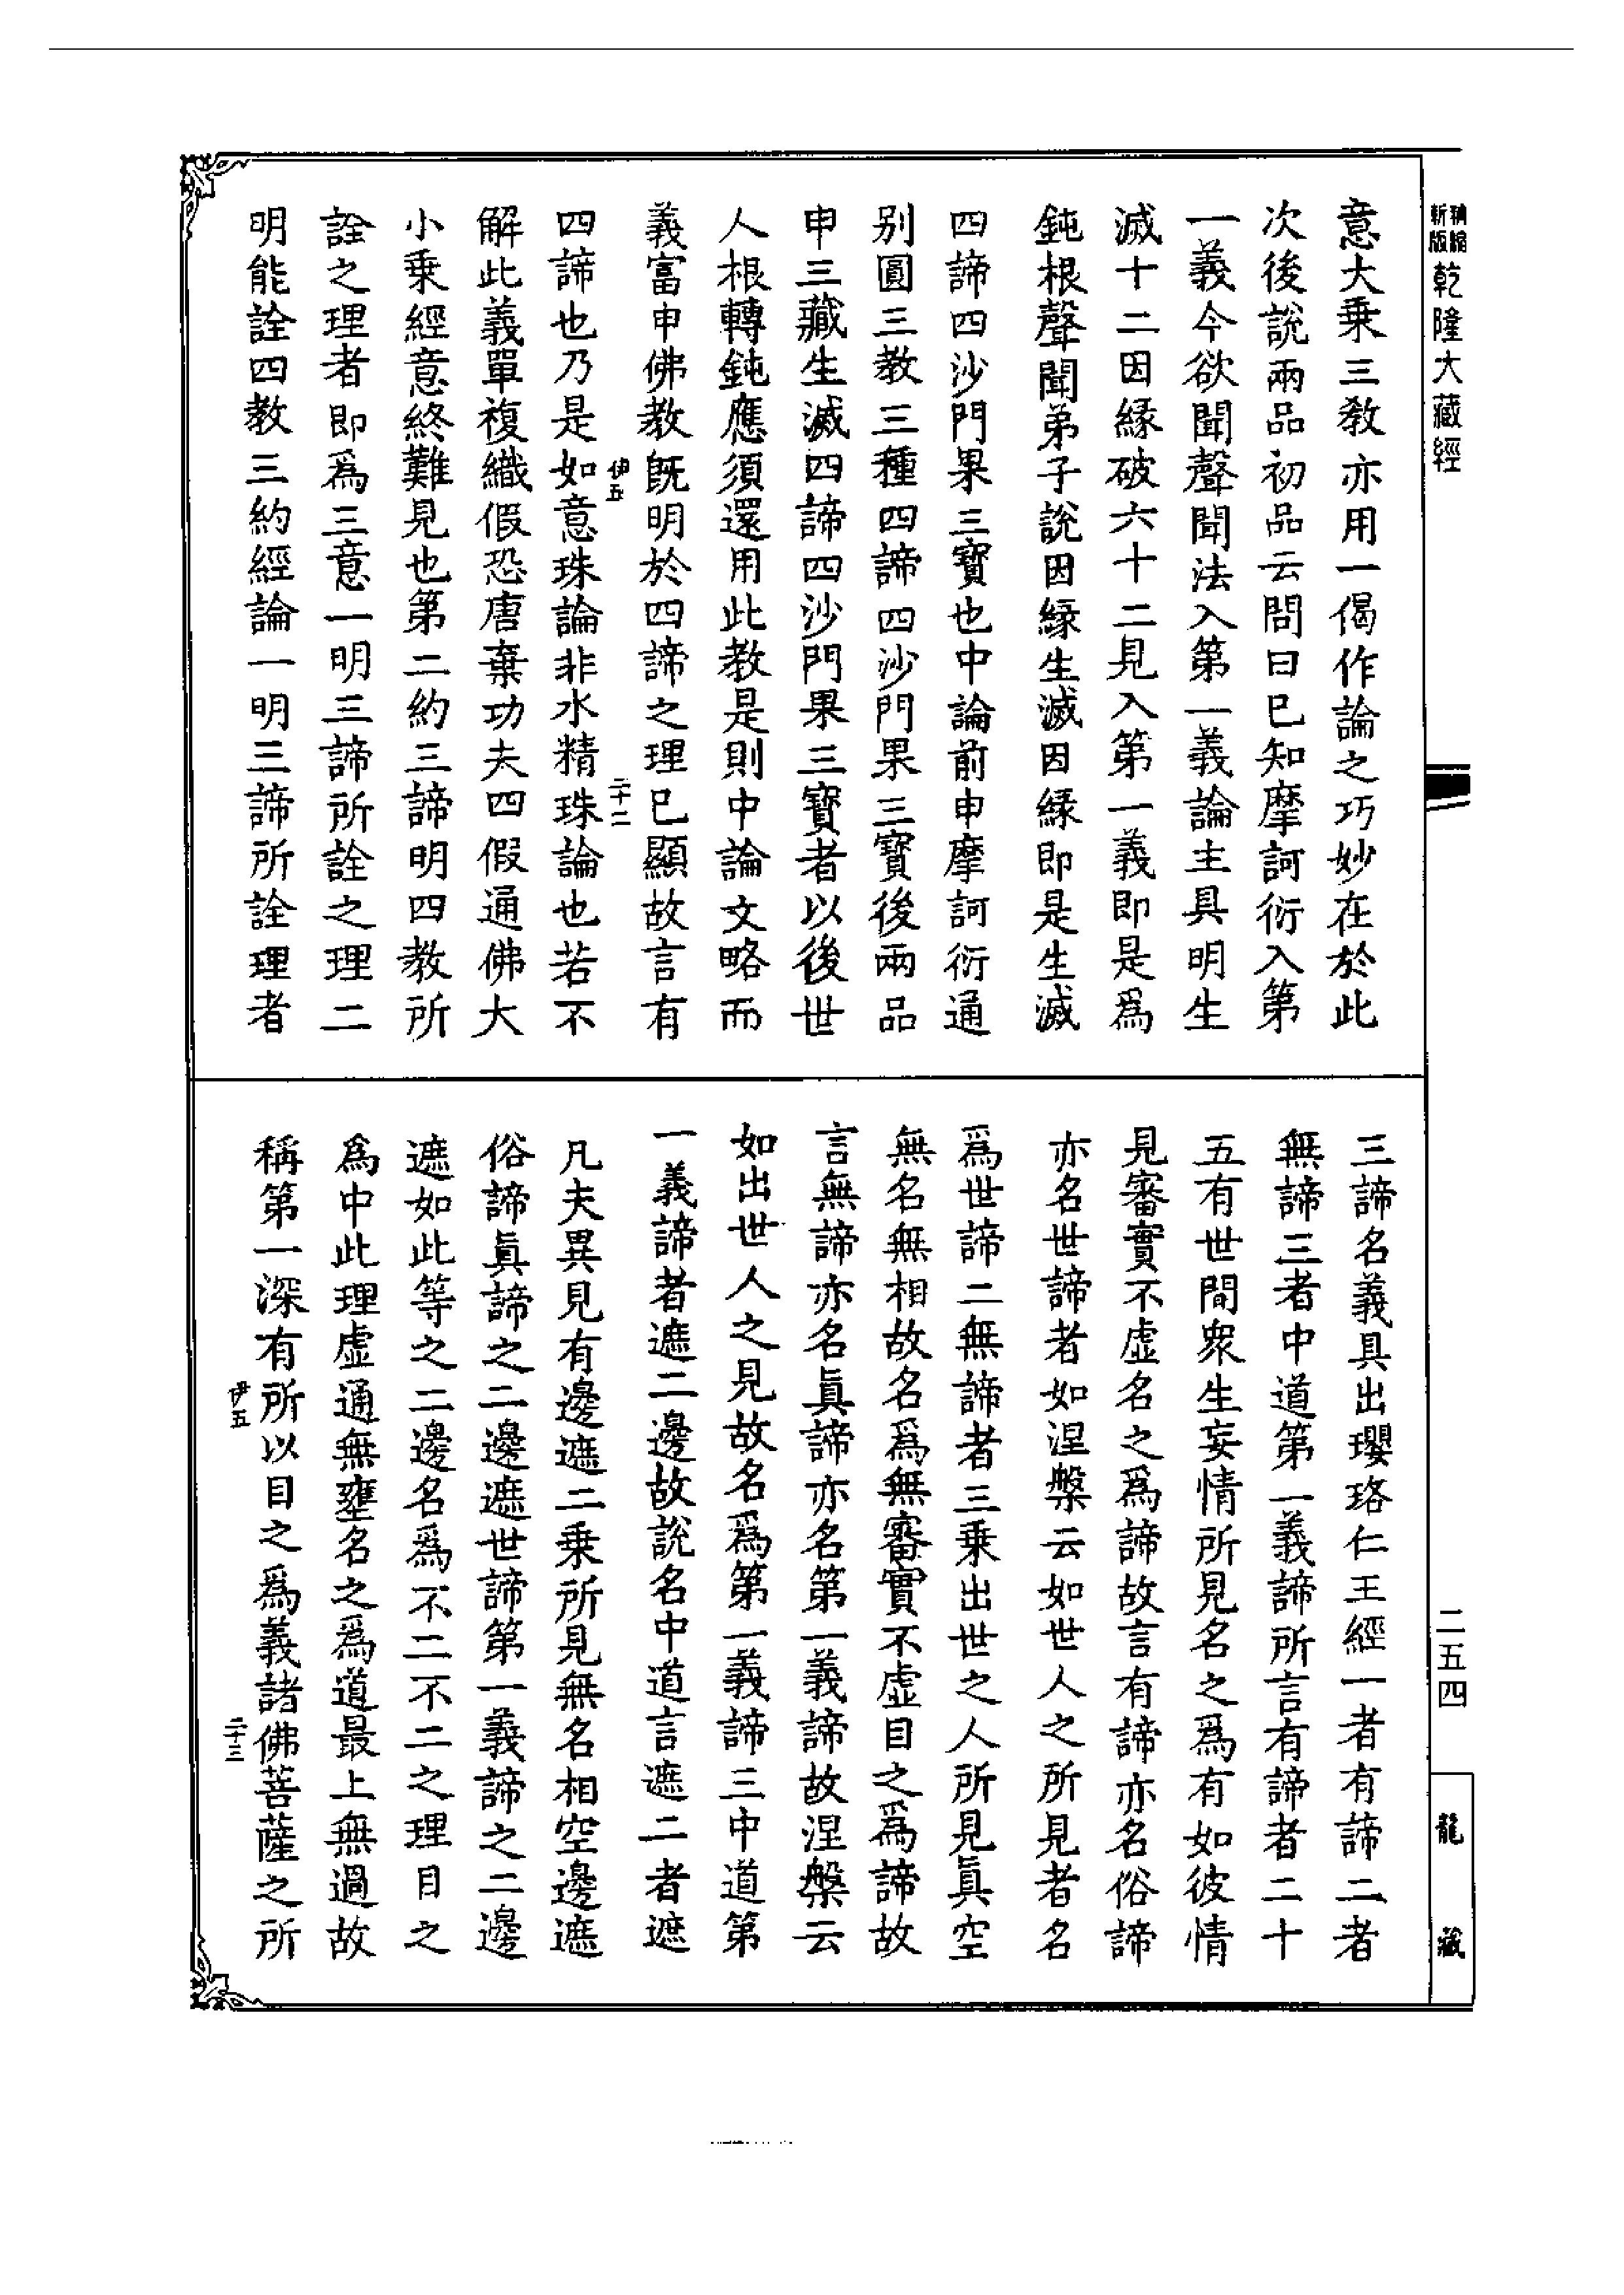 精縮新版乾隆大藏經
意大乗三教亦用一偈作論之巧妙在於此
次後說兩品初品云問曰已知摩訶衍入第
一義今欲聞聲聞法入第一義論主具明生
滅十二因緣破六十二見入第一義即是爲
鈍根聲聞弟子說因緣生滅因緣即是生滅
四諦四沙門果三寶也中論前申摩訶衍通
别圓三教三種四諦四沙門果三寶後兩品
申三藏生滅四諦四沙門果三寶者以後世
人根轉鈍應須還用此教是則中論文略而
義富申佛教旣明於四諦之理已顯故言有
伊五
二十二
四諦也乃是如意珠論非水精珠論也若不
解此義單複織假恐唐棄功夫四假通佛大
小乗經意終難見也第二約三諦明四教所
詮之理者即爲三意一明三諦所詮之理二
明能詮四教三約經論一明三諦所詮理者
三諦名義具出瓔珞仁王經一者有諦二者
無諦三者中道第一義諦所言有諦者二十
五有世間衆生妄情所見名之爲有如彼情
見審實不虛名之爲諦故言有諦亦名俗諦
亦名世諦者如涅槃云如世人之所見者名
爲世諦二無諦者三乗出世之人所見眞空
無名無相故名爲無審實不虛目之爲諦故
言無諦亦名眞諦亦名第一義諦故涅槃云
如出世人之見故名爲第一義諦三中道第
一義諦者遮二邊故說名中道言遮二者遮
凡夫異見有邊遮二乗所見無名相空邊遮
俗諦眞諦之二邊遮世諦第一義諦之二邊
遮如此等之二邊名爲不二不二之理目之
爲中此理虛通無壅名之爲道最上無過故
稱第一深有所以目之爲義諸佛菩薩之所
伊五
二十三
二五四
龍藏